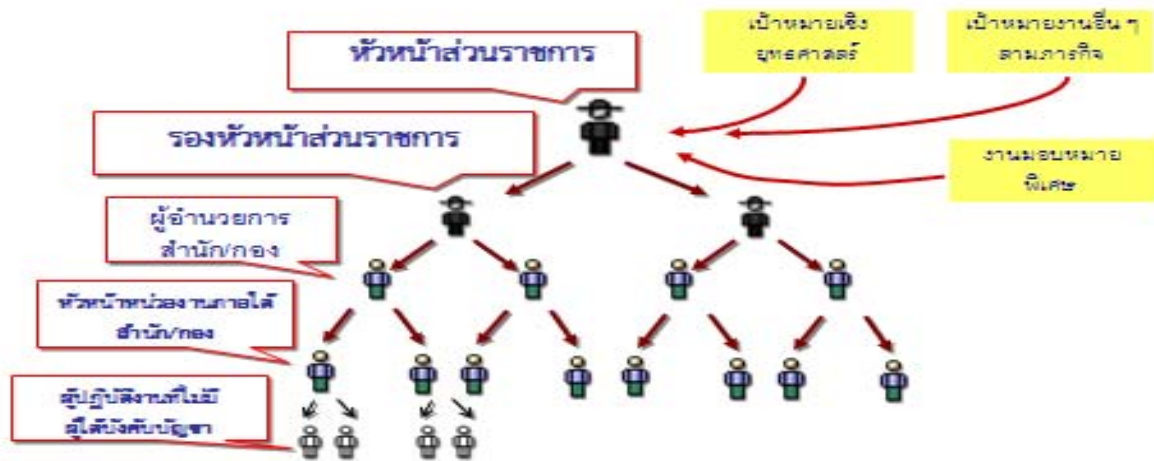 หัวหน้าส่วนราชการ
เป้าหมายเชิง
ยุทธศาสตร์
เป้าหมายงานอื่น ๆ
ตามภารกิจ
รองหัวหน้าส่วนราชการ
งานมอบหมาย
พิเศษ
ผู้อำนวยการ
สำนัก/กอง
หัวหน้าหน่วยงานภายใต้
สำนัก/กอง
ผู้ปฏิบัติงานที่ไม่มี
ผู้ใต้บังคับบัญชา